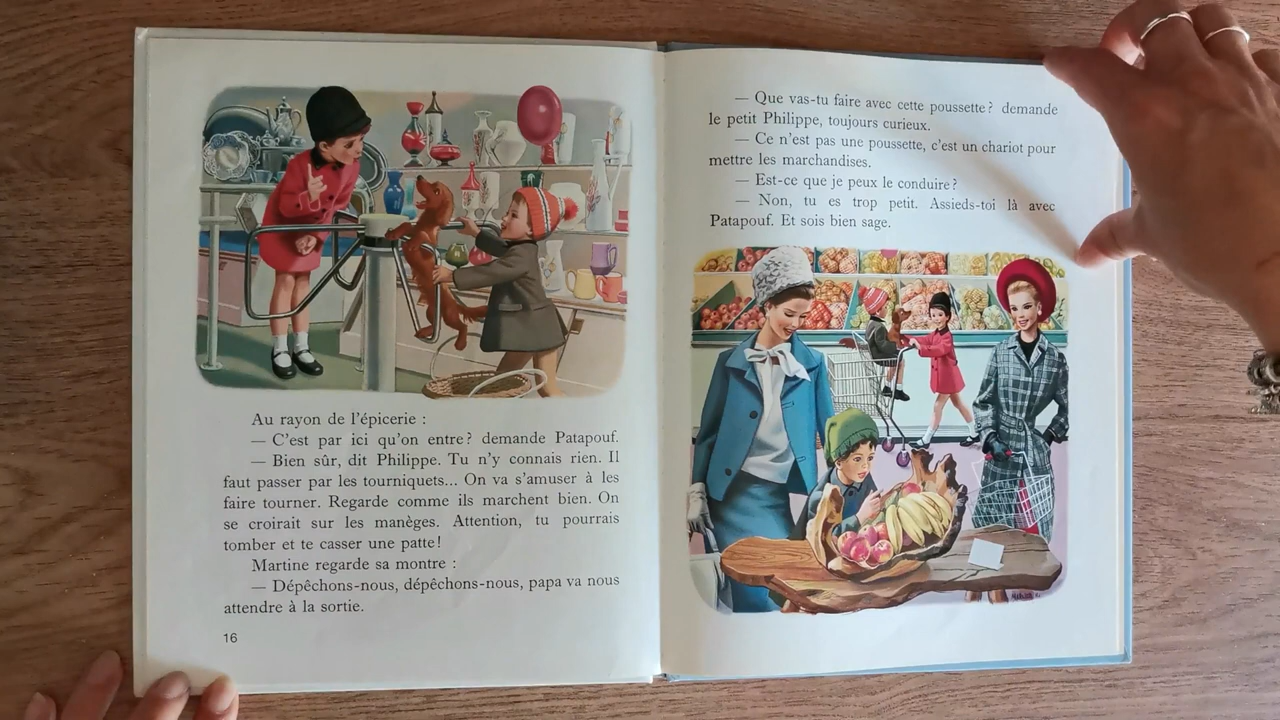 Au rayon de l'épicerie :
— C'est par ici qu'on entre? demande Patapouf.
— Bien sûr, dit Philippe. Tu n'y connais rien. Il
faut passer par les tourniquets... On va s'amuser à les
faire tourner. Regarde comme ils marchent bien. On
se croirait sur les manèges. Attention, tu pourrais
tomber et te casser une patte!
Martine regarde sa montre :
— Dépêchons-nous, dépêchons-nous, papa va nous
attendre à la sortie.
16
— Que vas-tu faire avec cette poussette? demande
le petit Philippe, toujours curieux.
— Ce n'est pas une poussette, c'est un chariot pour
mettre les marchandises.
— Est-ce que je peux le conduire?
— Non, tu es trop petit. Assieds-toi là avec
Patapouf. Et sois bien sage.